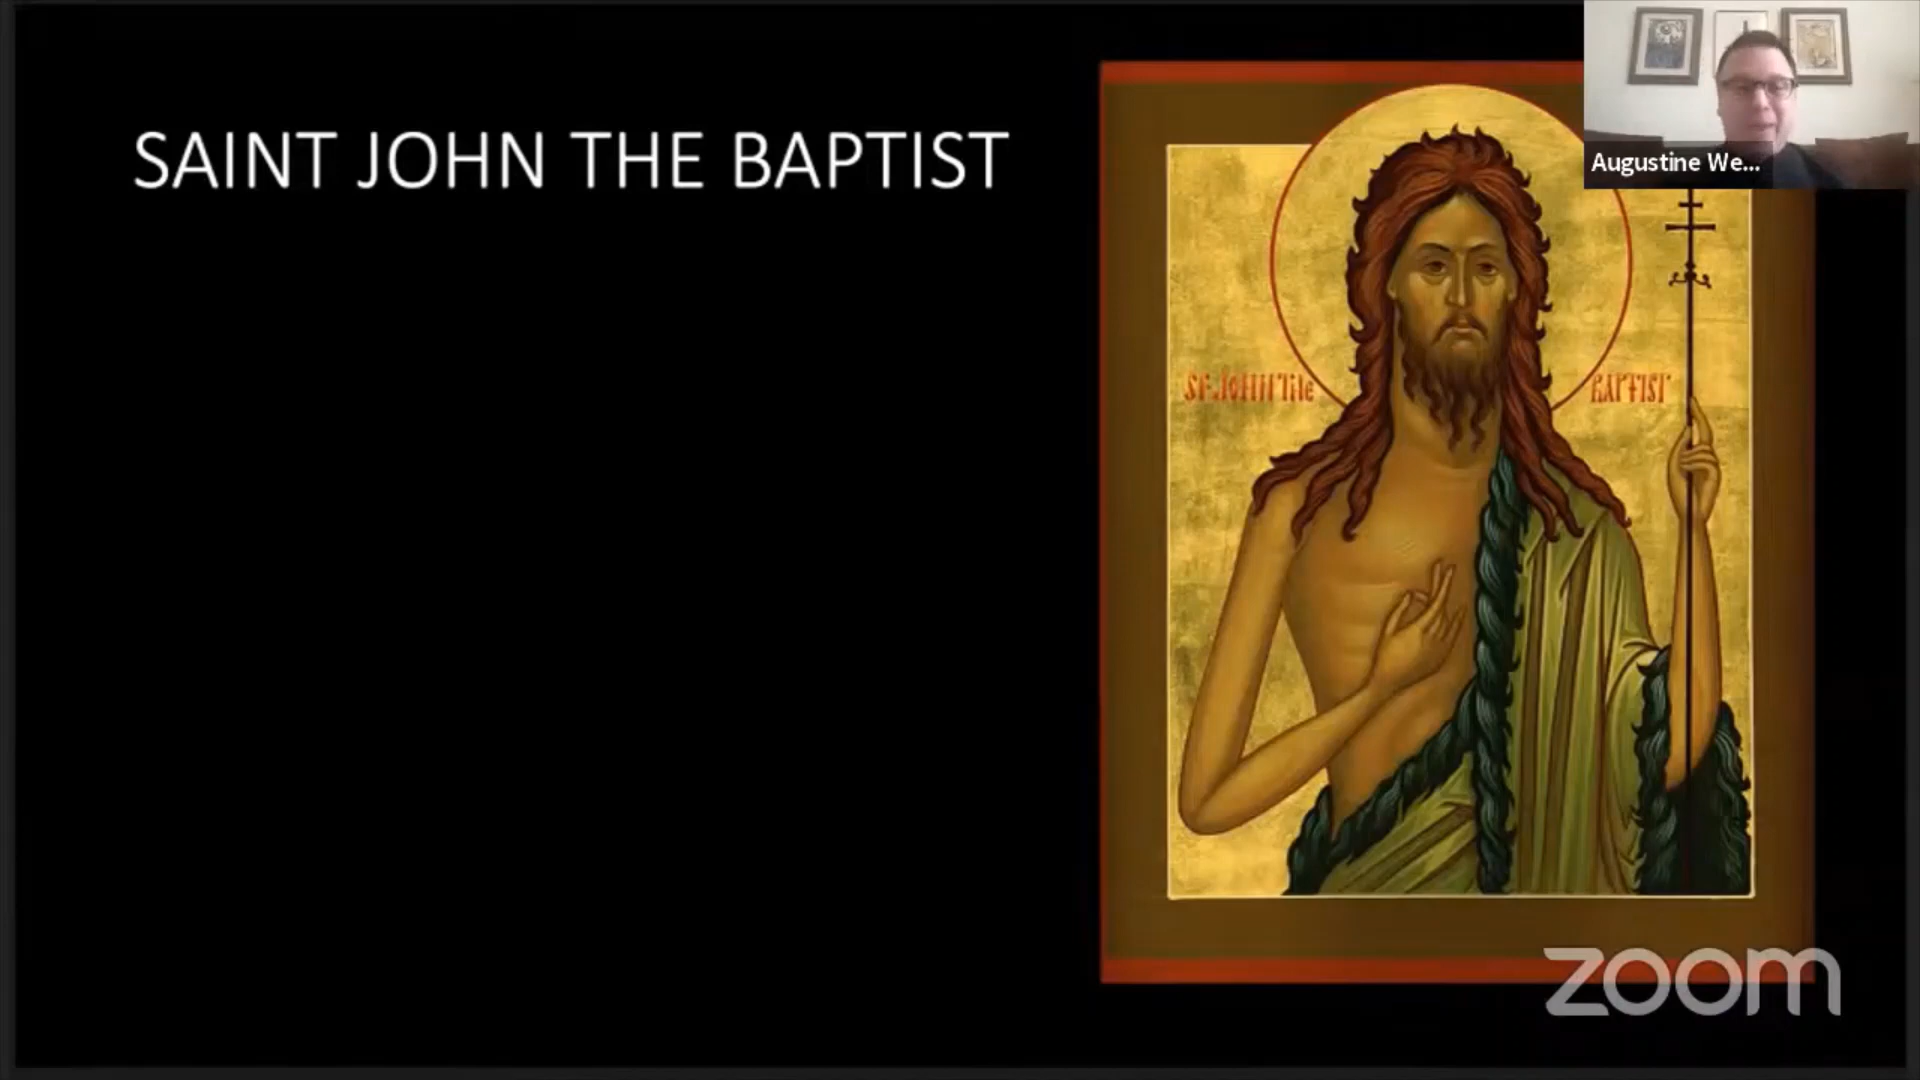 SAINT JOHN THE BAPTIST
Augustine We...
ST. JOHN THE BAPTIST
zoom